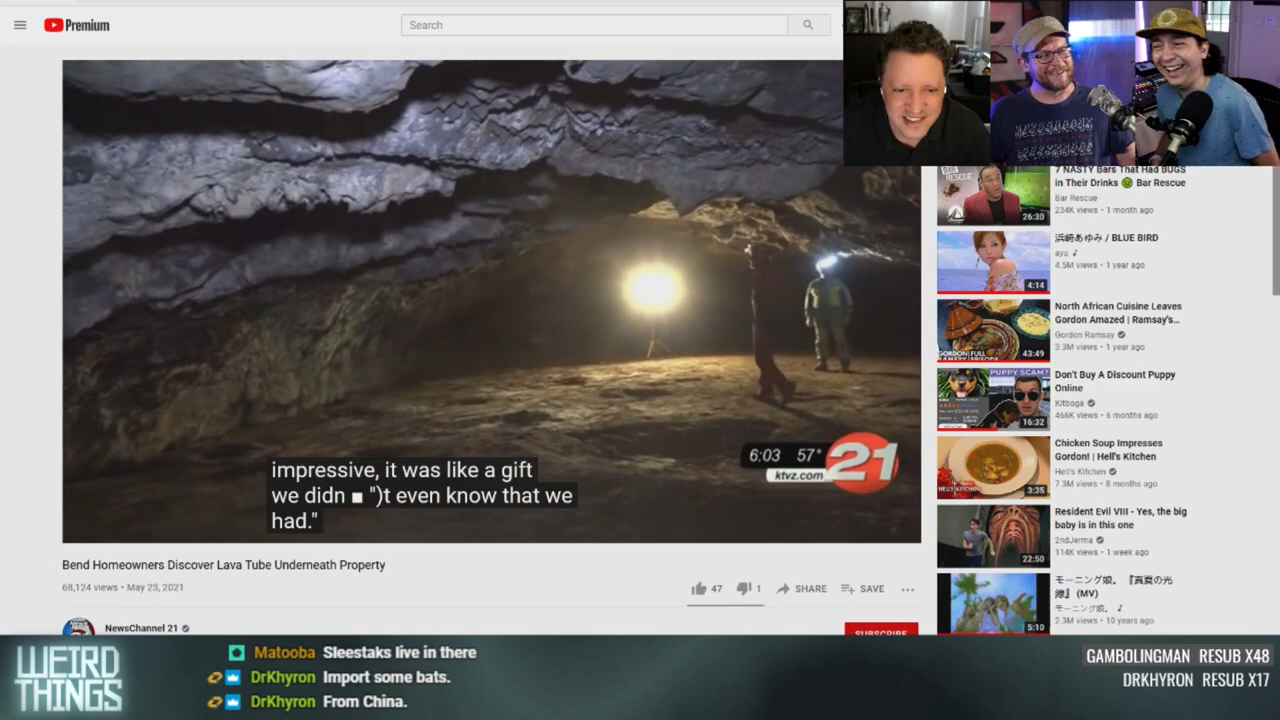 Premium
Search
impressive, it was like a gift
we didn ■ ")t even know that we
had."
6:03 57°
ktvz.com
21
Bend Homeowners Discover Lava Tube Underneath Property
68,124 views • May 23, 2021
47
1
SHARE
SAVE
NewsChannel 21
SUBSCRIBE
BAR RESCUE
26:30
7 NASTY Bars That Had BUGS
in Their Drinks 🤢 Bar Rescue
Bar Rescue
234K views • 1 month ago
4:14
浜崎あゆみ / BLUE BIRD
ayu ♪
4.5M views • 1 year ago
43:49
North African Cuisine Leaves
Gordon Amazed | Ramsay's...
Gordon Ramsay
3.3M views • 1 year ago
PUPPY SCAM?
16:32
Don't Buy A Discount Puppy
Online
Kitboga
466K views • 6 months ago
HELL'S KITCHEN
3:35
Chicken Soup Impresses
Gordon! | Hell's Kitchen
Hell's Kitchen
7.3M views • 8 months ago
22:50
Resident Evil VIII - Yes, the big
baby is in this one
2ndJerma
114K views • 1 week ago
5:10
モーニング娘。 『真夏の光
線』 (MV)
モーニング娘。 ♪
2.3M views • 10 years ago
WEIRD
THINGS
Matooba Sleestaks live in there
DrKhyron Import some bats.
DrKhyron From China.
GAMBOLINGMAN RESUB X48
DRKHYRON RESUB X17